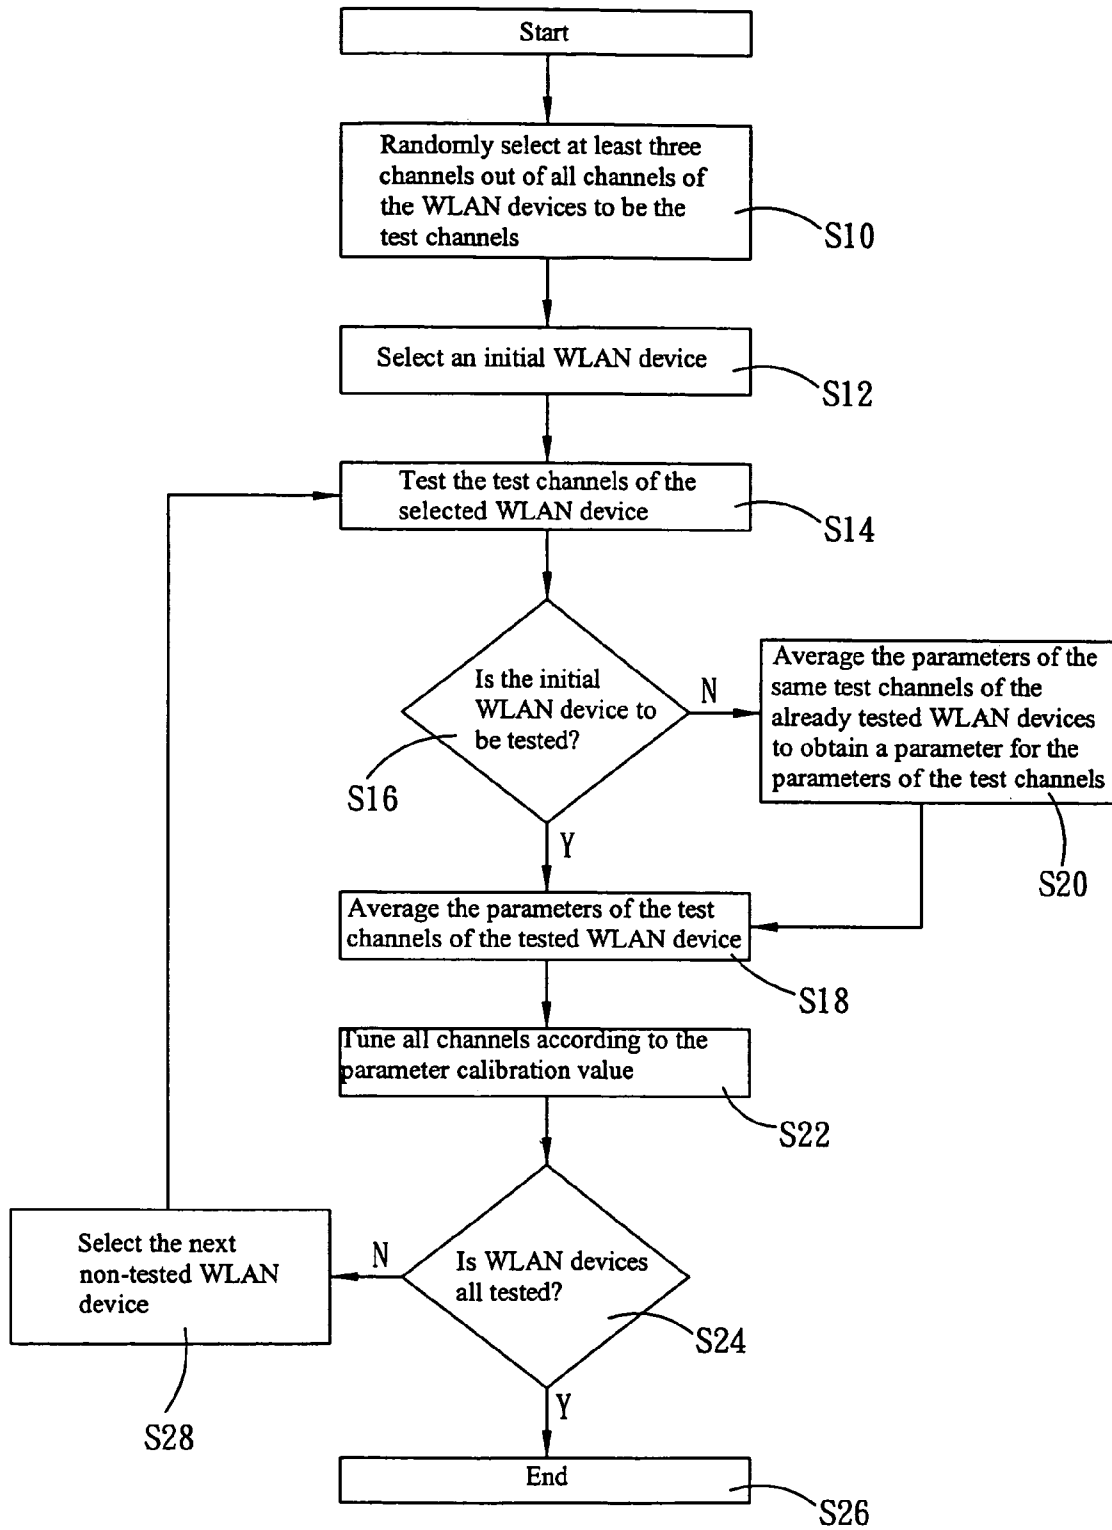 Start
Randomly select at least three
channels out of all channels of
the WLAN devices to be the
test channels
S10
Select an initial WLAN device
S12
Test the test channels of the
selected WLAN device
S14
Is the initial
WLAN device to
be tested?
S16
N
Average the parameters of the
same test channels of the
already tested WLAN devices
to obtain a parameter for the
parameters of the test channels
S20
Y
Average the parameters of the test
channels of the tested WLAN device
S18
Tune all channels according to the
parameter calibration value
S22
Is WLAN devices
all tested?
S24
N
Select the next
non-tested WLAN
device
S28
Y
End
S26